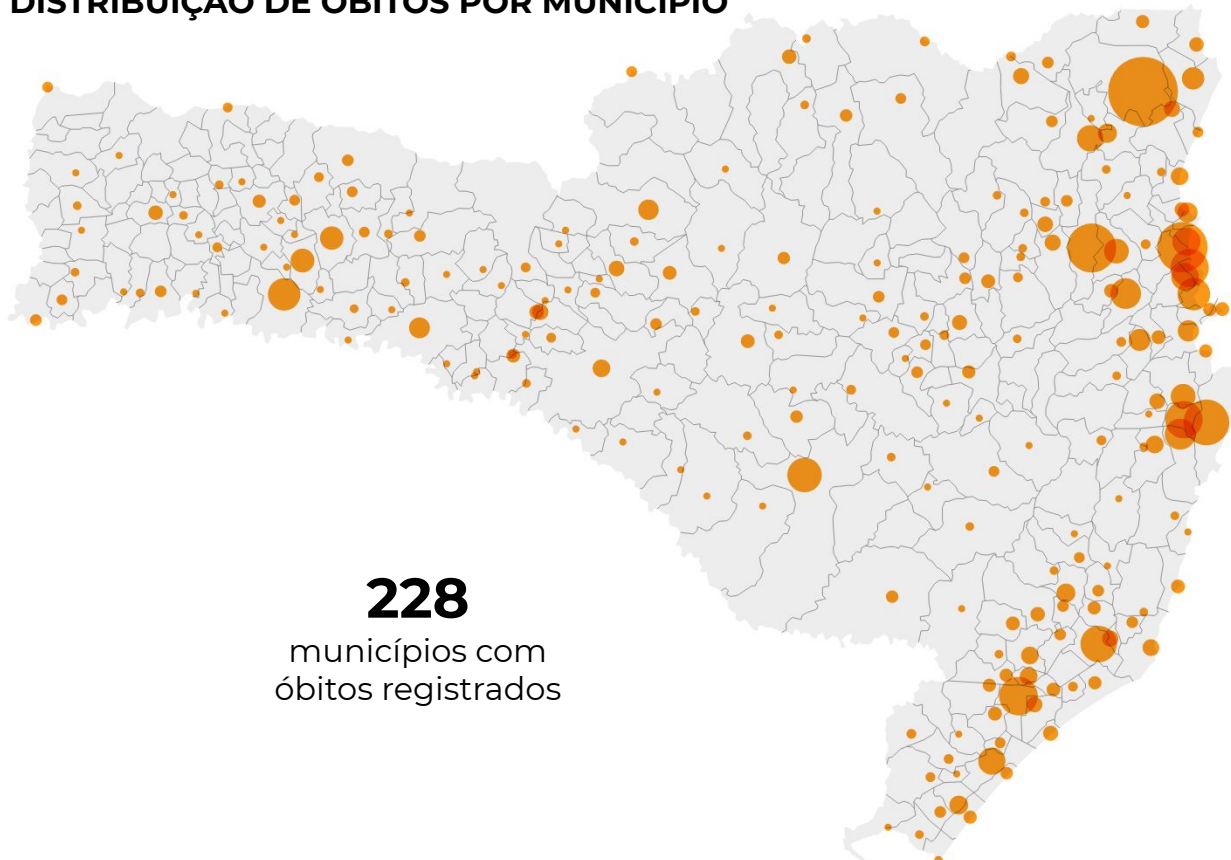 DISTRIBUIÇÃO DE ÓBITOS POR MUNICÍPIO
228
municípios com
óbitos registrados